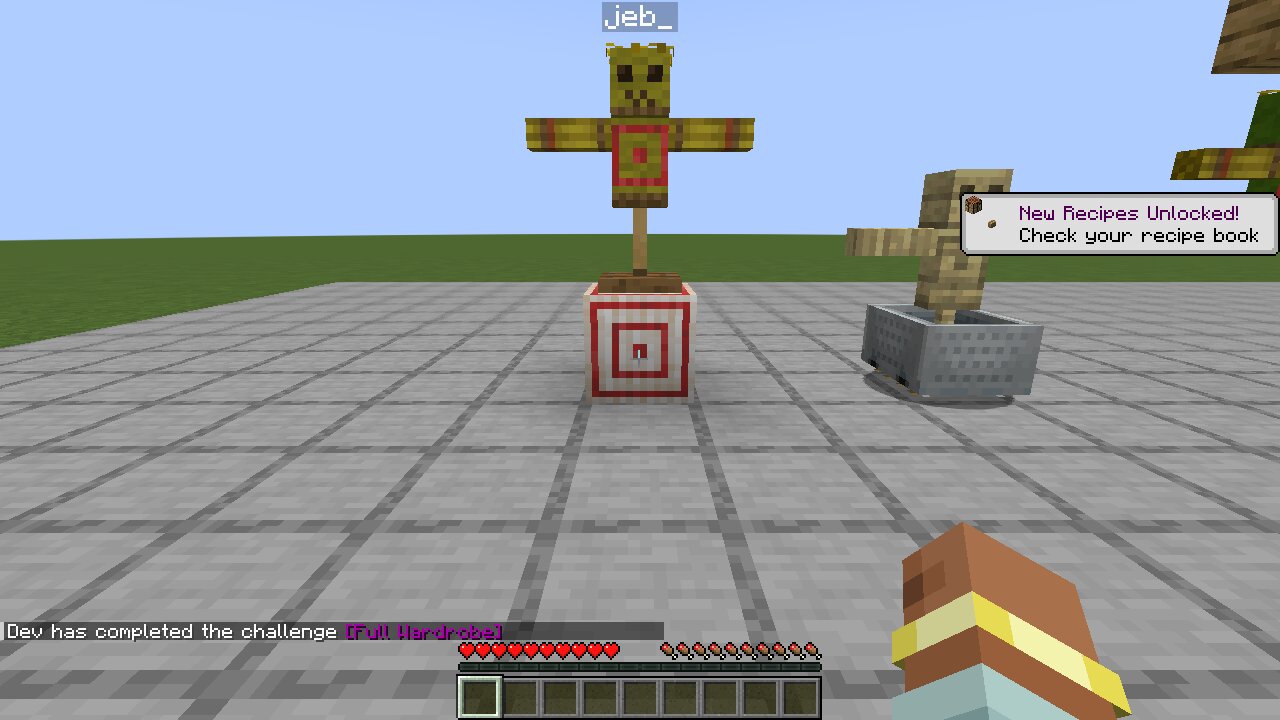 jeb_
New Recipes Unlocked!
Check your recipe book
Dev has completed the challenge [Full Wardrobe]